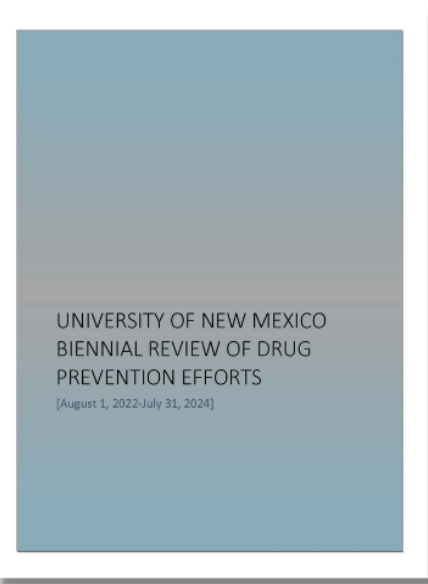 UNIVERSITY OF NEW MEXICO
BIENNIAL REVIEW OF DRUG
PREVENTION EFFORTS
[August 1, 2022-July 31, 2024]